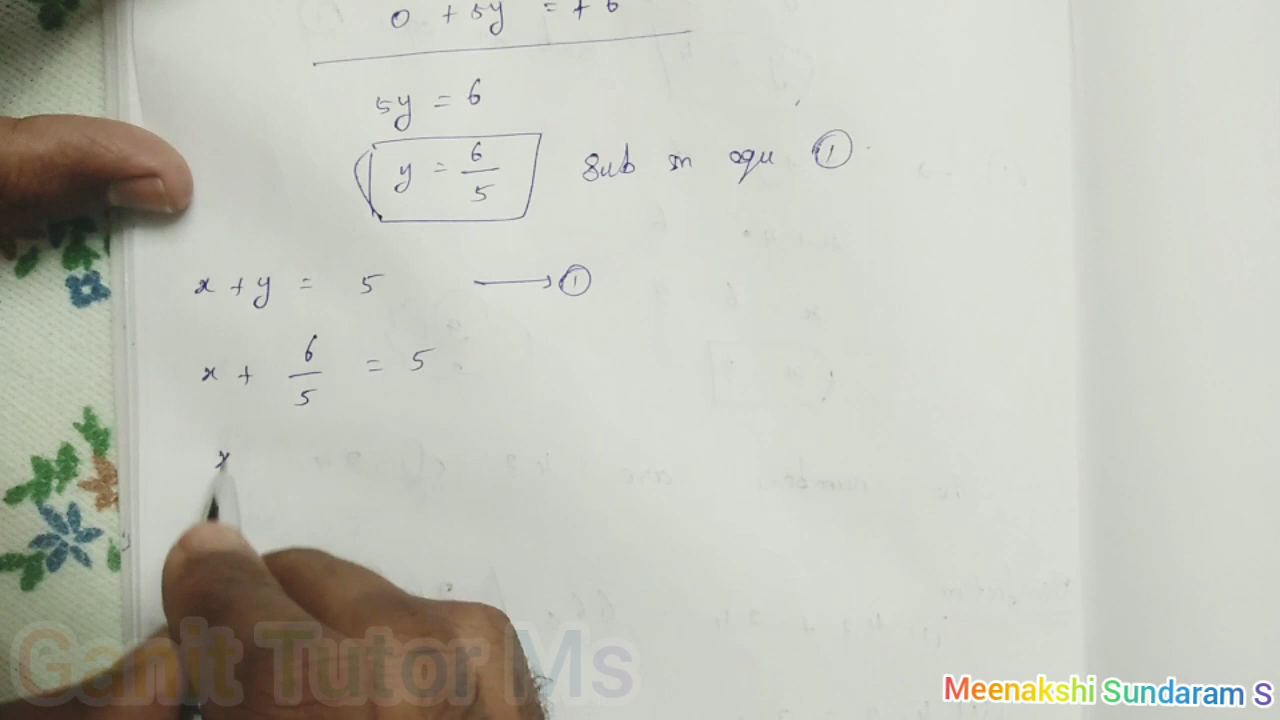 0 + 5y = + 6
5y = 6
y = 6/5 Sub in equ ①
x + y = 5 ⟶ ①
x + 6/5 = 5
x
Ganit Tutor Ms
Meenakshi Sundaram S